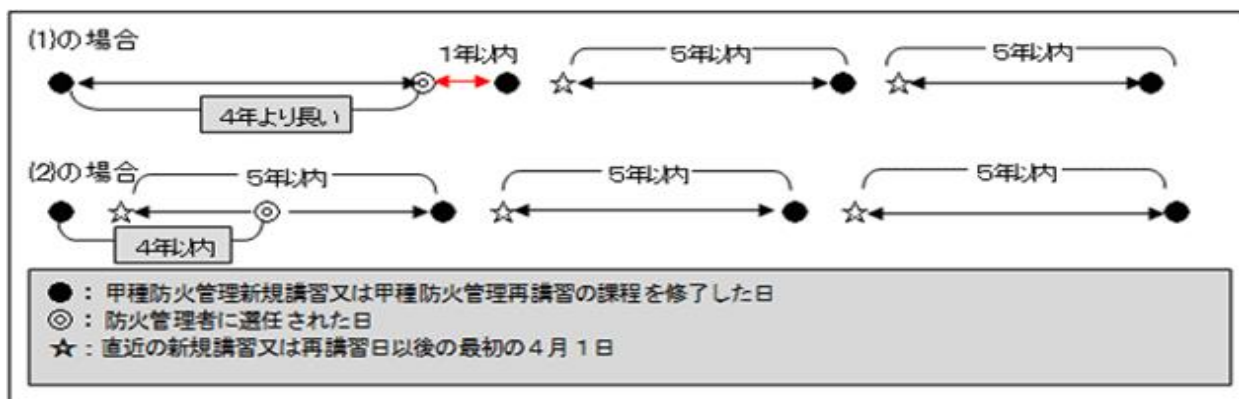 (1)の場合
1年以内
5年以内
5年以内
4年より長い
(2)の場合
5年以内
5年以内
5年以内
4年以内
●：甲種防火管理新規講習又は甲種防火管理再講習の課程を修了した日
◎：防火管理者に選任された日
☆：直近の新規講習又は再講習日以後の最初の４月１日